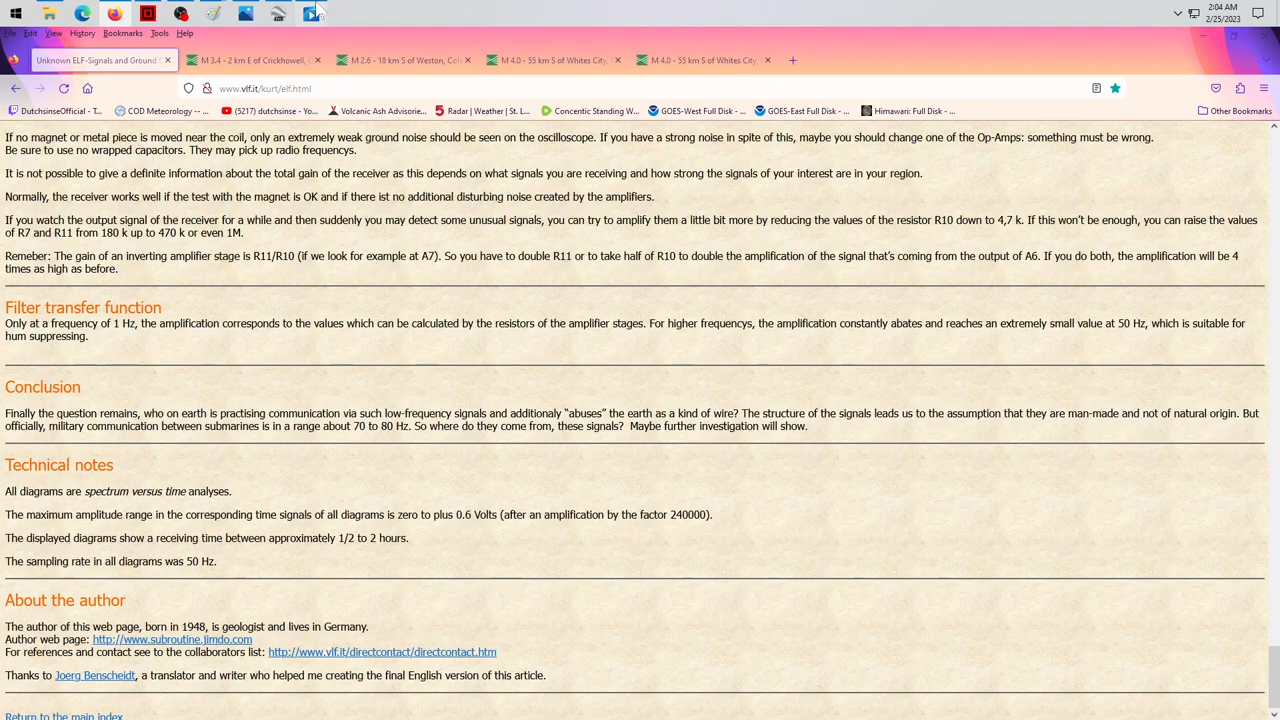 2:04 AM
2/25/2023
File Edit View History Bookmarks Tools Help
Unknown ELF-Signals and Ground
M 3.4 - 2 km E of Crickhowell,
M 2.6 - 18 km S of Weston, Co
M 4.0 - 55 km S of Whites City,
M 4.0 - 55 km S of Whites City,
www.vlf.it/kurt/elf.html
DutchsinseOfficial - T... COD Meteorology -- ... (5217) dutchsinse - Yo... Volcanic Ash Advisorie... Radar | Weather | St. L... Concentic Standing W... GOES-West Full Disk - ... GOES-East Full Disk - ... Himawari: Full Disk - ... Other Bookmarks
If no magnet or metal piece is moved near the coil, only an extremely weak ground noise should be seen on the oscilloscope. If you have a strong noise in spite of this, maybe you should change one of the Op-Amps: something must be wrong.
Be sure to use no wrapped capacitors. They may pick up radio frequencys.
It is not possible to give a definite information about the total gain of the receiver as this depends on what signals you are receiving and how strong the signals of your interest are in your region.
Normally, the receiver works well if the test with the magnet is OK and if there ist no additional disturbing noise created by the amplifiers.
If you watch the output signal of the receiver for a while and then suddenly you may detect some unusual signals, you can try to amplify them a little bit more by reducing the values of the resistor R10 down to 4,7 k. If this won't be enough, you can raise the values
of R7 and R11 from 180 k up to 470 k or even 1M.
Remeber: The gain of an inverting amplifier stage is R11/R10 (if we look for example at A7). So you have to double R11 or to take half of R10 to double the amplification of the signal that's coming from the output of A6. If you do both, the amplification will be 4
times as high as before.
Filter transfer function
Only at a frequency of 1 Hz, the amplification corresponds to the values which can be calculated by the resistors of the amplifier stages. For higher frequencys, the amplification constantly abates and reaches an extremely small value at 50 Hz, which is suitable for
hum suppressing.
Conclusion
Finally the question remains, who on earth is practising communication via such low-frequency signals and additionaly “abuses” the earth as a kind of wire? The structure of the signals leads us to the assumption that they are man-made and not of natural origin. But
officially, military communication between submarines is in a range about 70 to 80 Hz. So where do they come from, these signals? Maybe further investigation will show.
Technical notes
All diagrams are spectrum versus time analyses.
The maximum amplitude range in the corresponding time signals of all diagrams is zero to plus 0.6 Volts (after an amplification by the factor 240000).
The displayed diagrams show a receiving time between approximately 1/2 to 2 hours.
The sampling rate in all diagrams was 50 Hz.
About the author
The author of this web page, born in 1948, is geologist and lives in Germany.
Author web page: http://www.subroutine.jimdo.com
For references and contact see to the collaborators list: http://www.vlf.it/directcontact/directcontact.htm
Thanks to Joerg Benscheidt, a translator and writer who helped me creating the final English version of this article.
Return to the main index